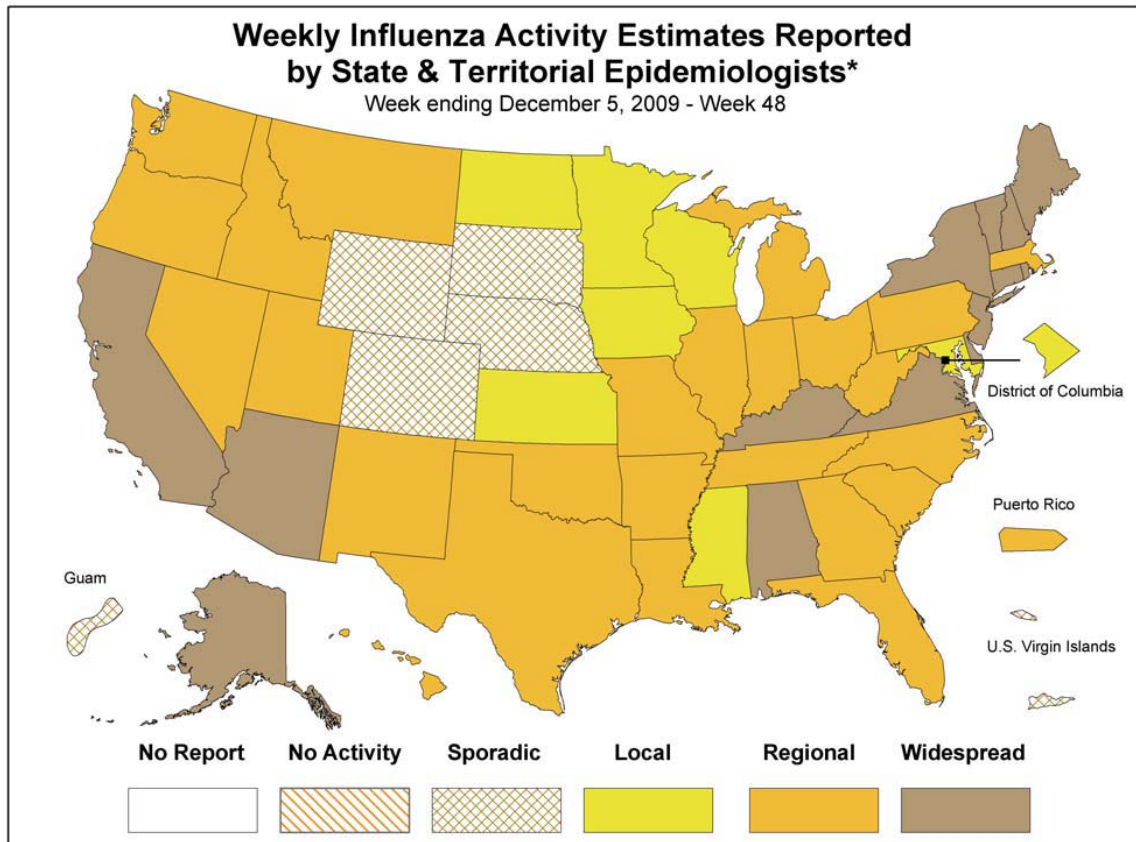 Weekly Influenza Activity Estimates Reported
by State & Territorial Epidemiologists*
Week ending December 5, 2009 - Week 48
District of Columbia
Puerto Rico
Guam
U.S. Virgin Islands
No Report
No Activity
Sporadic
Local
Regional
Widespread